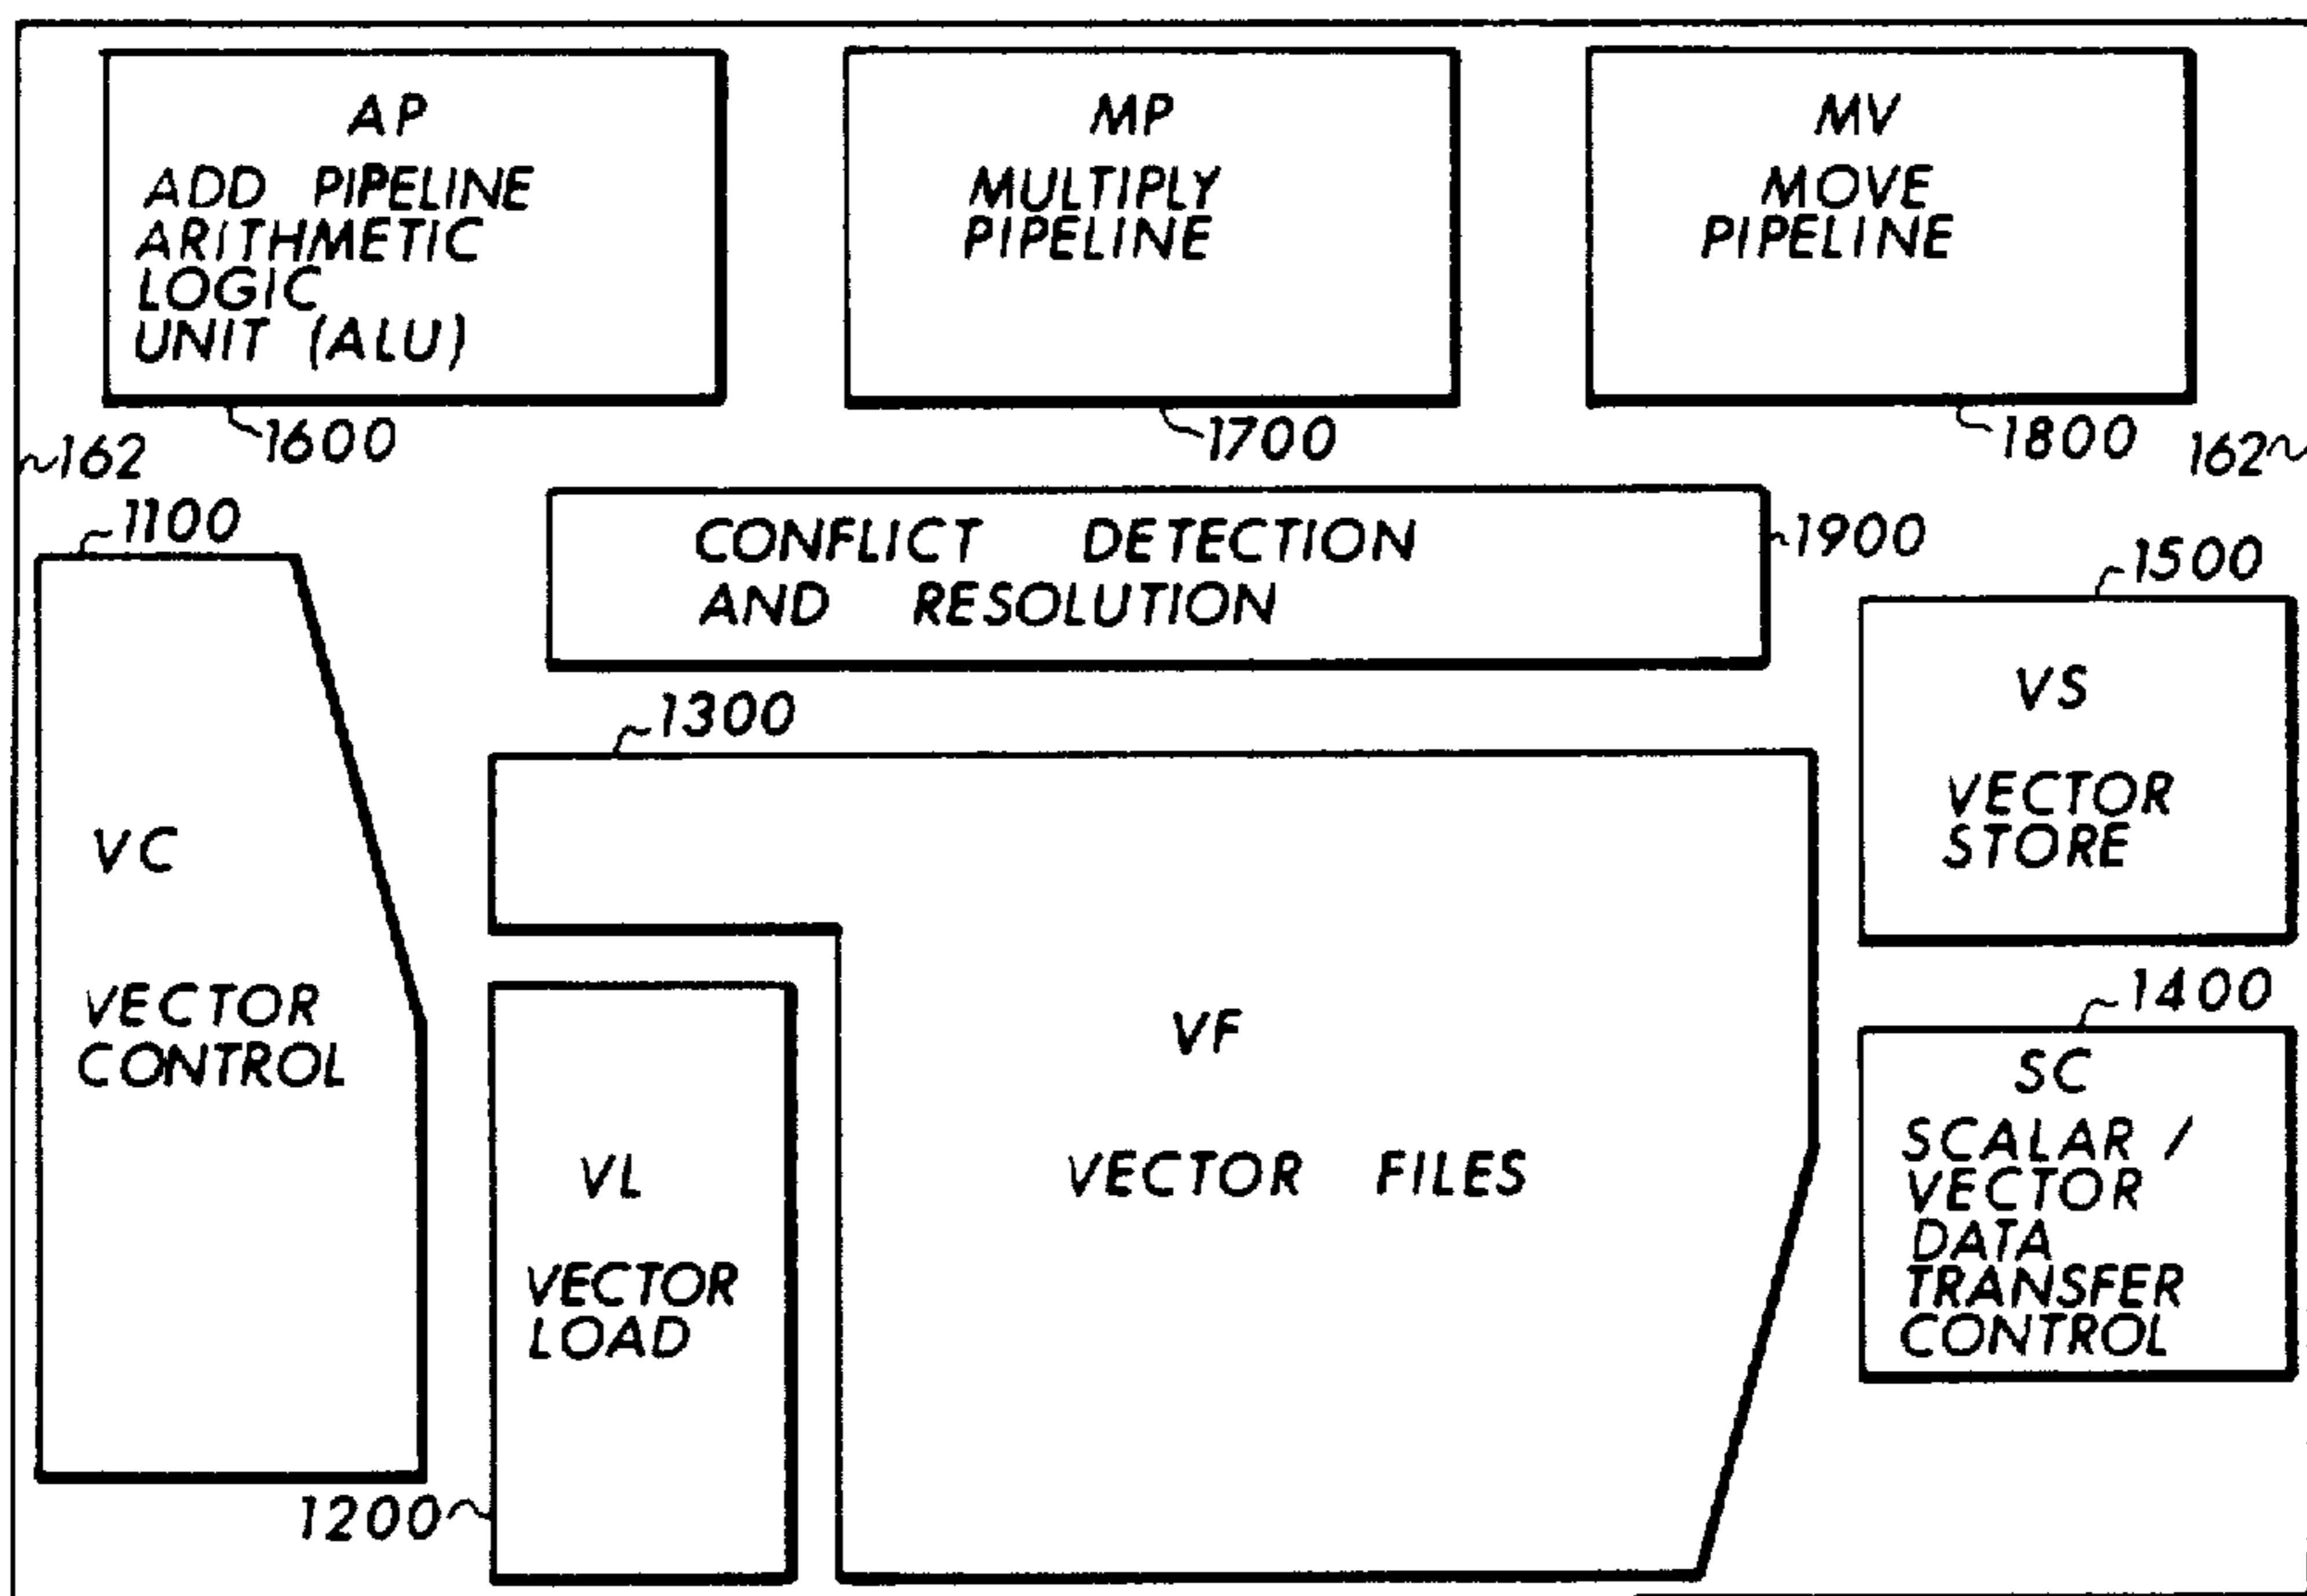 AP
ADD PIPELINE
ARITHMETIC
LOGIC
UNIT (ALU)
1600
MP
MULTIPLY
PIPELINE
1700
MV
MOVE
PIPELINE
1800
162
162
1100
VC
VECTOR
CONTROL
CONFLICT DETECTION
AND RESOLUTION
1900
1500
VS
VECTOR
STORE
1300
VF
VECTOR FILES
VL
VECTOR
LOAD
1200
1400
SC
SCALAR /
VECTOR
DATA
TRANSFER
CONTROL